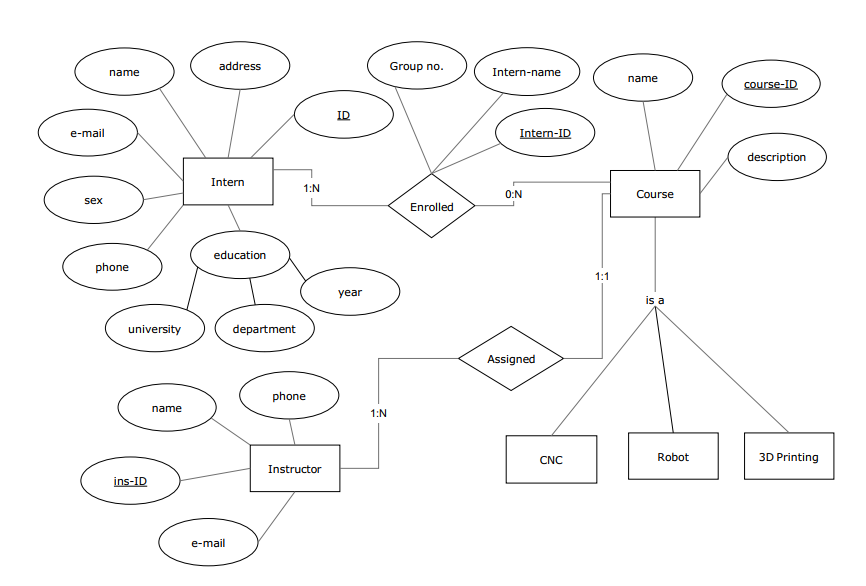 name
address
Group no.
Intern-name
name
course-ID
ID
e-mail
Intern-ID
description
Intern
1:N
0:N
Course
sex
Enrolled
education
phone
1:1
year
is a
university
department
Assigned
phone
name
1:N
CNC
Robot
3D Printing
Instructor
ins-ID
e-mail